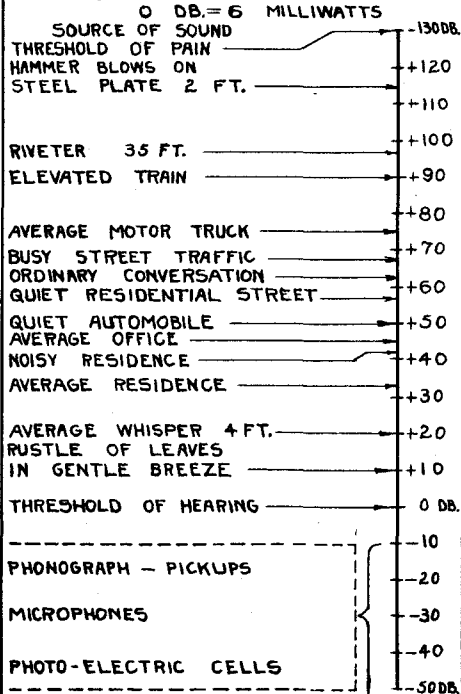 0 DB.= 6 MILLIWATTS
SOURCE OF SOUND
-130DB.
THRESHOLD OF PAIN
HAMMER BLOWS ON
+120
STEEL PLATE 2 FT.
+110
+100
RIVETER 35 FT.
ELEVATED TRAIN
+90
+80
AVERAGE MOTOR TRUCK
+70
BUSY STREET TRAFFIC
ORDINARY CONVERSATION
+60
QUIET RESIDENTIAL STREET
QUIET AUTOMOBILE
+50
AVERAGE OFFICE
NOISY RESIDENCE
+40
AVERAGE RESIDENCE
+30
AVERAGE WHISPER 4 FT.
+20
RUSTLE OF LEAVES
IN GENTLE BREEZE
+10
THRESHOLD OF HEARING
0 DB.
-10
PHONOGRAPH - PICKUPS
-20
MICROPHONES
-30
-40
PHOTO-ELECTRIC CELLS
-50DB